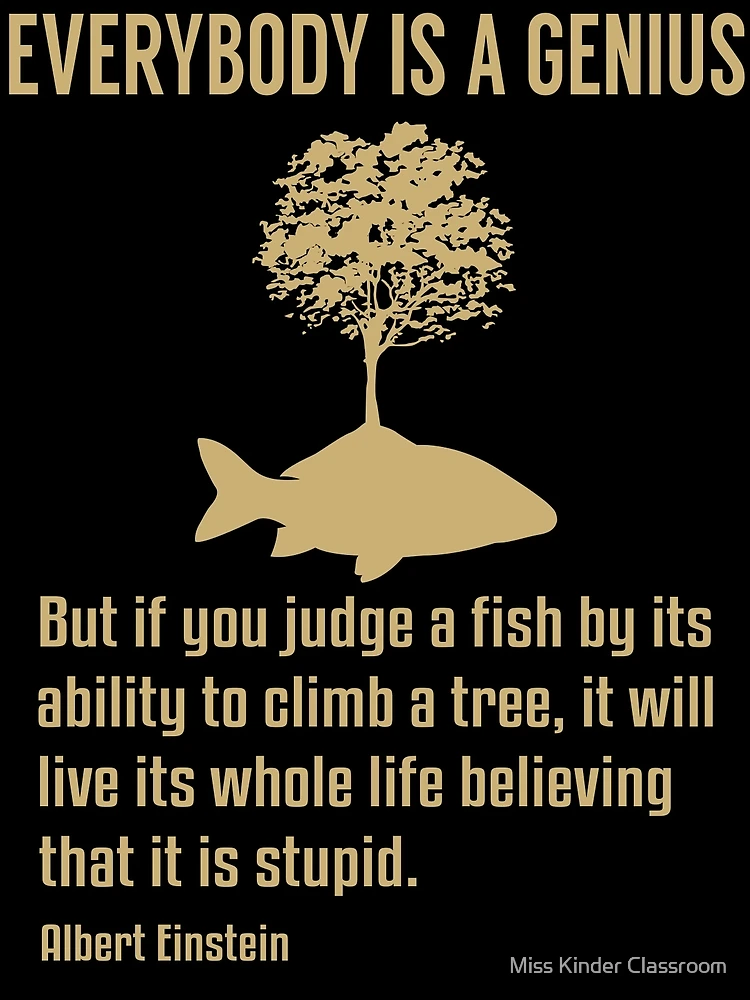 EVERYBODY IS A GENIUS
But if you judge a fish by its
ability to climb a tree, it will
live its whole life believing
that it is stupid.
Albert Einstein
Miss Kinder Classroom